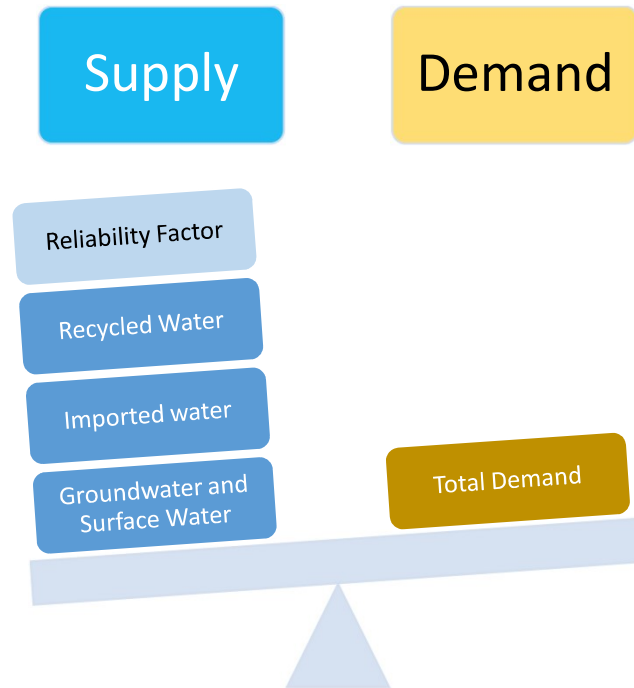 Supply
Demand
Reliability Factor
Recycled Water
Imported water
Groundwater and
Surface Water
Total Demand